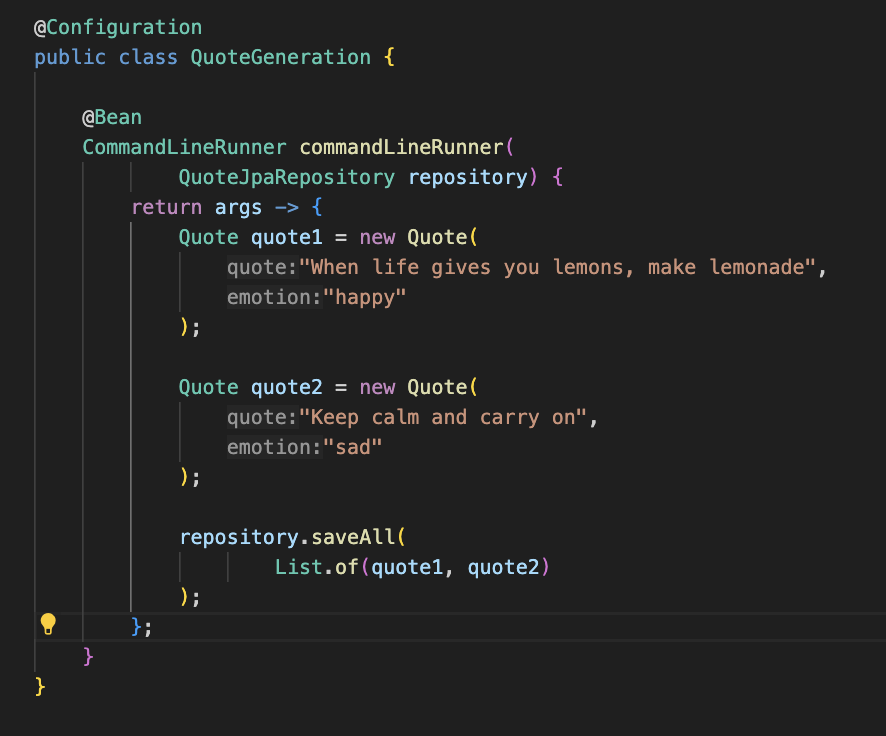 @Configuration
public class QuoteGeneration {
@Bean
CommandLineRunner commandLineRunner(
QuoteJpaRepository repository) {
return args -> {
Quote quote1 = new Quote(
quote:"When life gives you lemons, make lemonade",
emotion:"happy"
);
Quote quote2 = new Quote(
quote:"Keep calm and carry on",
emotion:"sad"
);
repository.saveAll(
List.of(quote1, quote2)
);
};
}
}